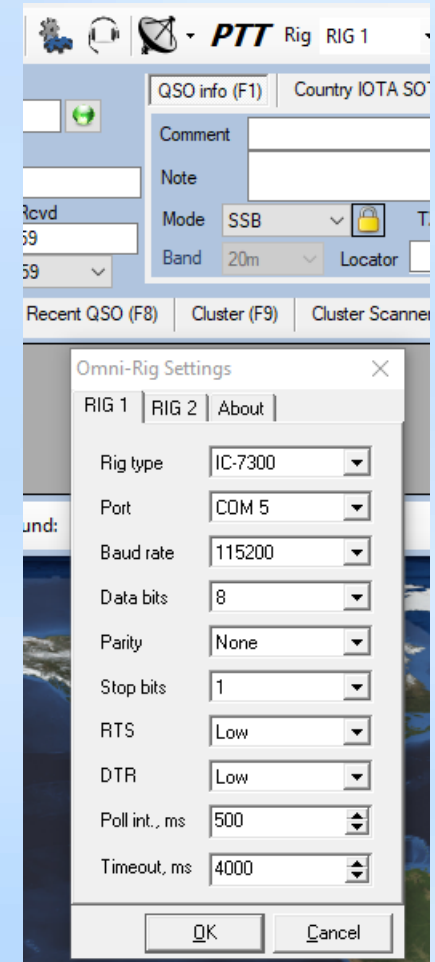 PTT Rig RIG 1
QSO info (F1) Country IOTA SO
Comment
Note
Rcvd
59
Mode SSB
59
Band 20m Locator
Recent QSO (F8) Cluster (F9) Cluster Scanner
Omni-Rig Settings
RIG 1 RIG 2 About
Rig type IC-7300
Port COM 5
und:
Baud rate 115200
Data bits 8
Parity None
Stop bits 1
RTS Low
DTR Low
Poll int., ms 500
Timeout, ms 4000
OK Cancel